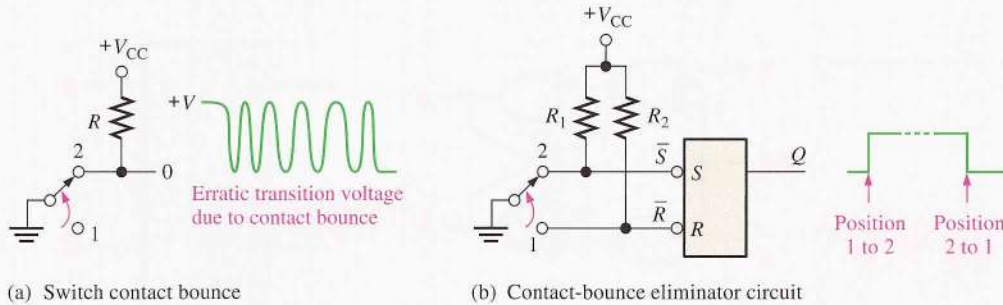 +VCC
R
+V
2
0
Erratic transition voltage
due to contact bounce
1
(a) Switch contact bounce
+VCC
R1
R2
2
S̅
S
Q
R̅
R
1
Position
1 to 2
Position
2 to 1
(b) Contact-bounce eliminator circuit